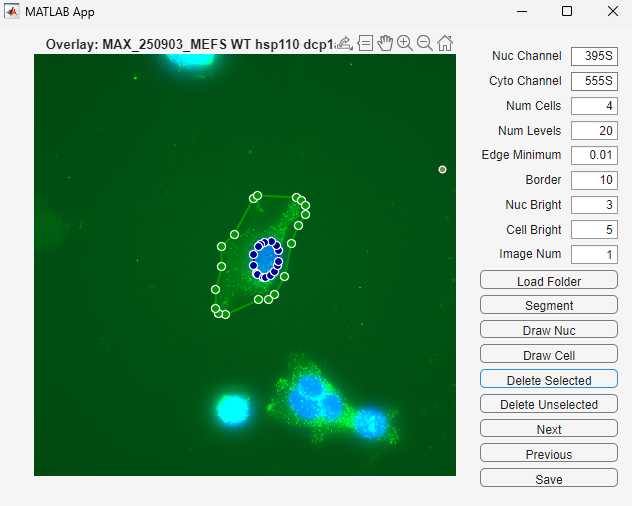 MATLAB App
Overlay: MAX_250903_MEFS WT hsp110 dcp1
Nuc Channel 395S
Cyto Channel 555S
Num Cells 4
Num Levels 20
Edge Minimum 0.01
Border 10
Nuc Bright 3
Cell Bright 5
Image Num 1
Load Folder
Segment
Draw Nuc
Draw Cell
Delete Selected
Delete Unselected
Next
Previous
Save